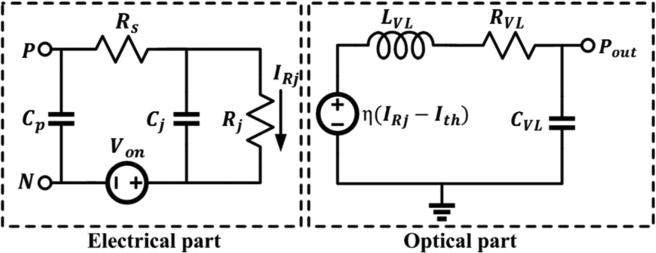 R_s
L_VL
R_VL
P
I_Rj
P_out
C_p
C_j
R_j
+
−
η(I_Rj − I_th)
C_VL
V_on
N
− +
Electrical part
Optical part